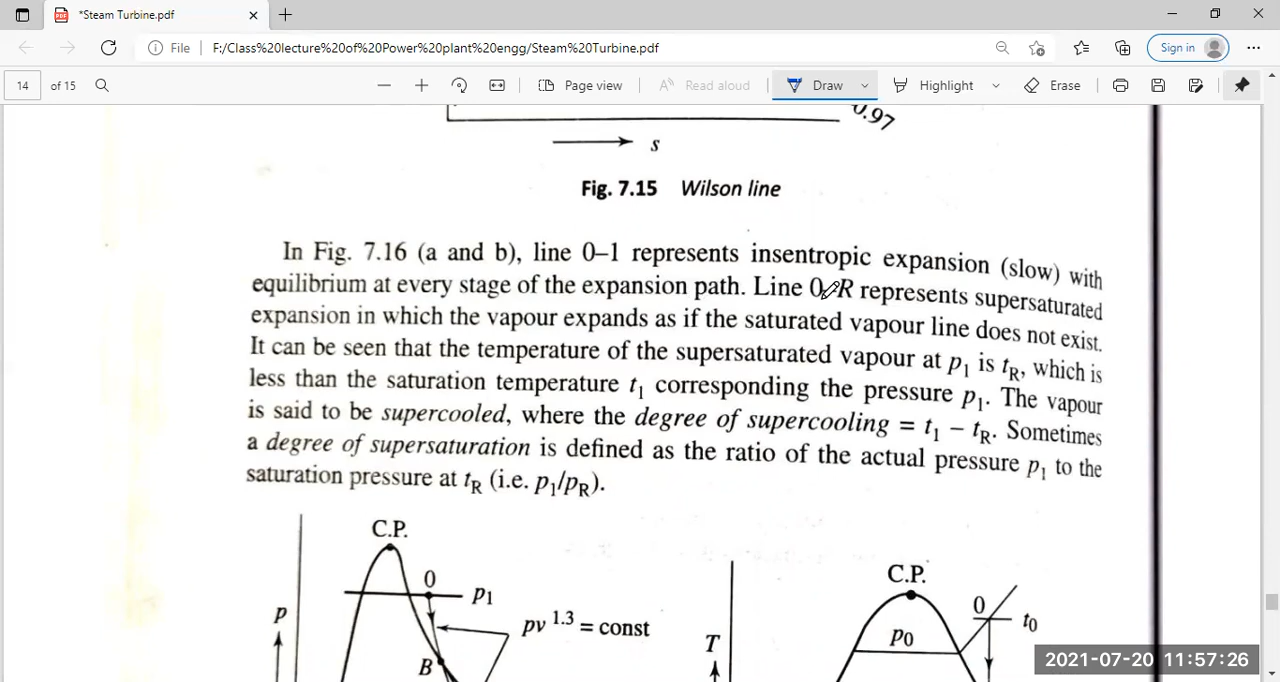 *Steam Turbine.pdf
File F:/Class%20lecture%20of%20Power%20plant%20engg/Steam%20Turbine.pdf Sign in
14 of 15 Page view Read aloud Draw Highlight Erase
0.97
s
Fig. 7.15 Wilson line
In Fig. 7.16 (a and b), line 0–1 represents insentropic expansion (slow) with
equilibrium at every stage of the expansion path. Line 0–R represents supersaturated
expansion in which the vapour expands as if the saturated vapour line does not exist.
It can be seen that the temperature of the supersaturated vapour at p1 is tR, which is
less than the saturation temperature t1 corresponding the pressure p1. The vapour
is said to be supercooled, where the degree of supercooling = t1 − tR. Sometimes
a degree of supersaturation is defined as the ratio of the actual pressure p1 to the
saturation pressure at tR (i.e. p1/pR).
C.P.
0
p1
P
pv 1.3 = const
B
C.P.
0
t0
p0
T
2021-07-20 11:57:26